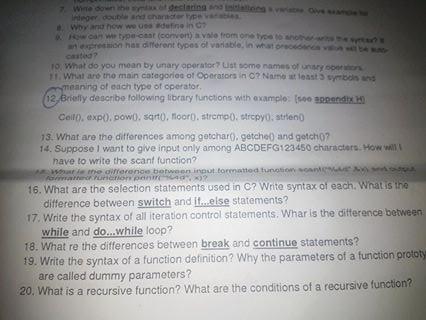 7. Write down the syntax of declaring and initializing a variable. Give example for
integer, double and character type variables.
8. Why and how we use #define in C?
9. How can we type-cast (convert) a vale from one type to another-write the syntax? If
an expression has different types of variable, in what precedence value will be auto-
casted?
10. What do you mean by unary operator? List some names of unary operators.
11. What are the main categories of Operators in C? Name at least 3 symbols and
meaning of each type of operator.
12. Briefly describe following library functions with example: [see appendix H]
Ceil(), exp(), pow(), sqrt(), floor(), strcmp(), strcpy(), strlen()
13. What are the differences among getchar(), getche() and getch()?
14. Suppose I want to give input only among ABCDEFG123450 characters. How will I
have to write the scanf function?
15. What is the difference between input formatted function scanf("%4d" &x) and output
formatted function printf("%4d", x)?
16. What are the selection statements used in C? Write syntax of each. What is the
difference between switch and if...else statements?
17. Write the syntax of all iteration control statements. Whar is the difference between
while and do...while loop?
18. What re the differences between break and continue statements?
19. Write the syntax of a function definition? Why the parameters of a function prototy
are called dummy parameters?
20. What is a recursive function? What are the conditions of a recursive function?